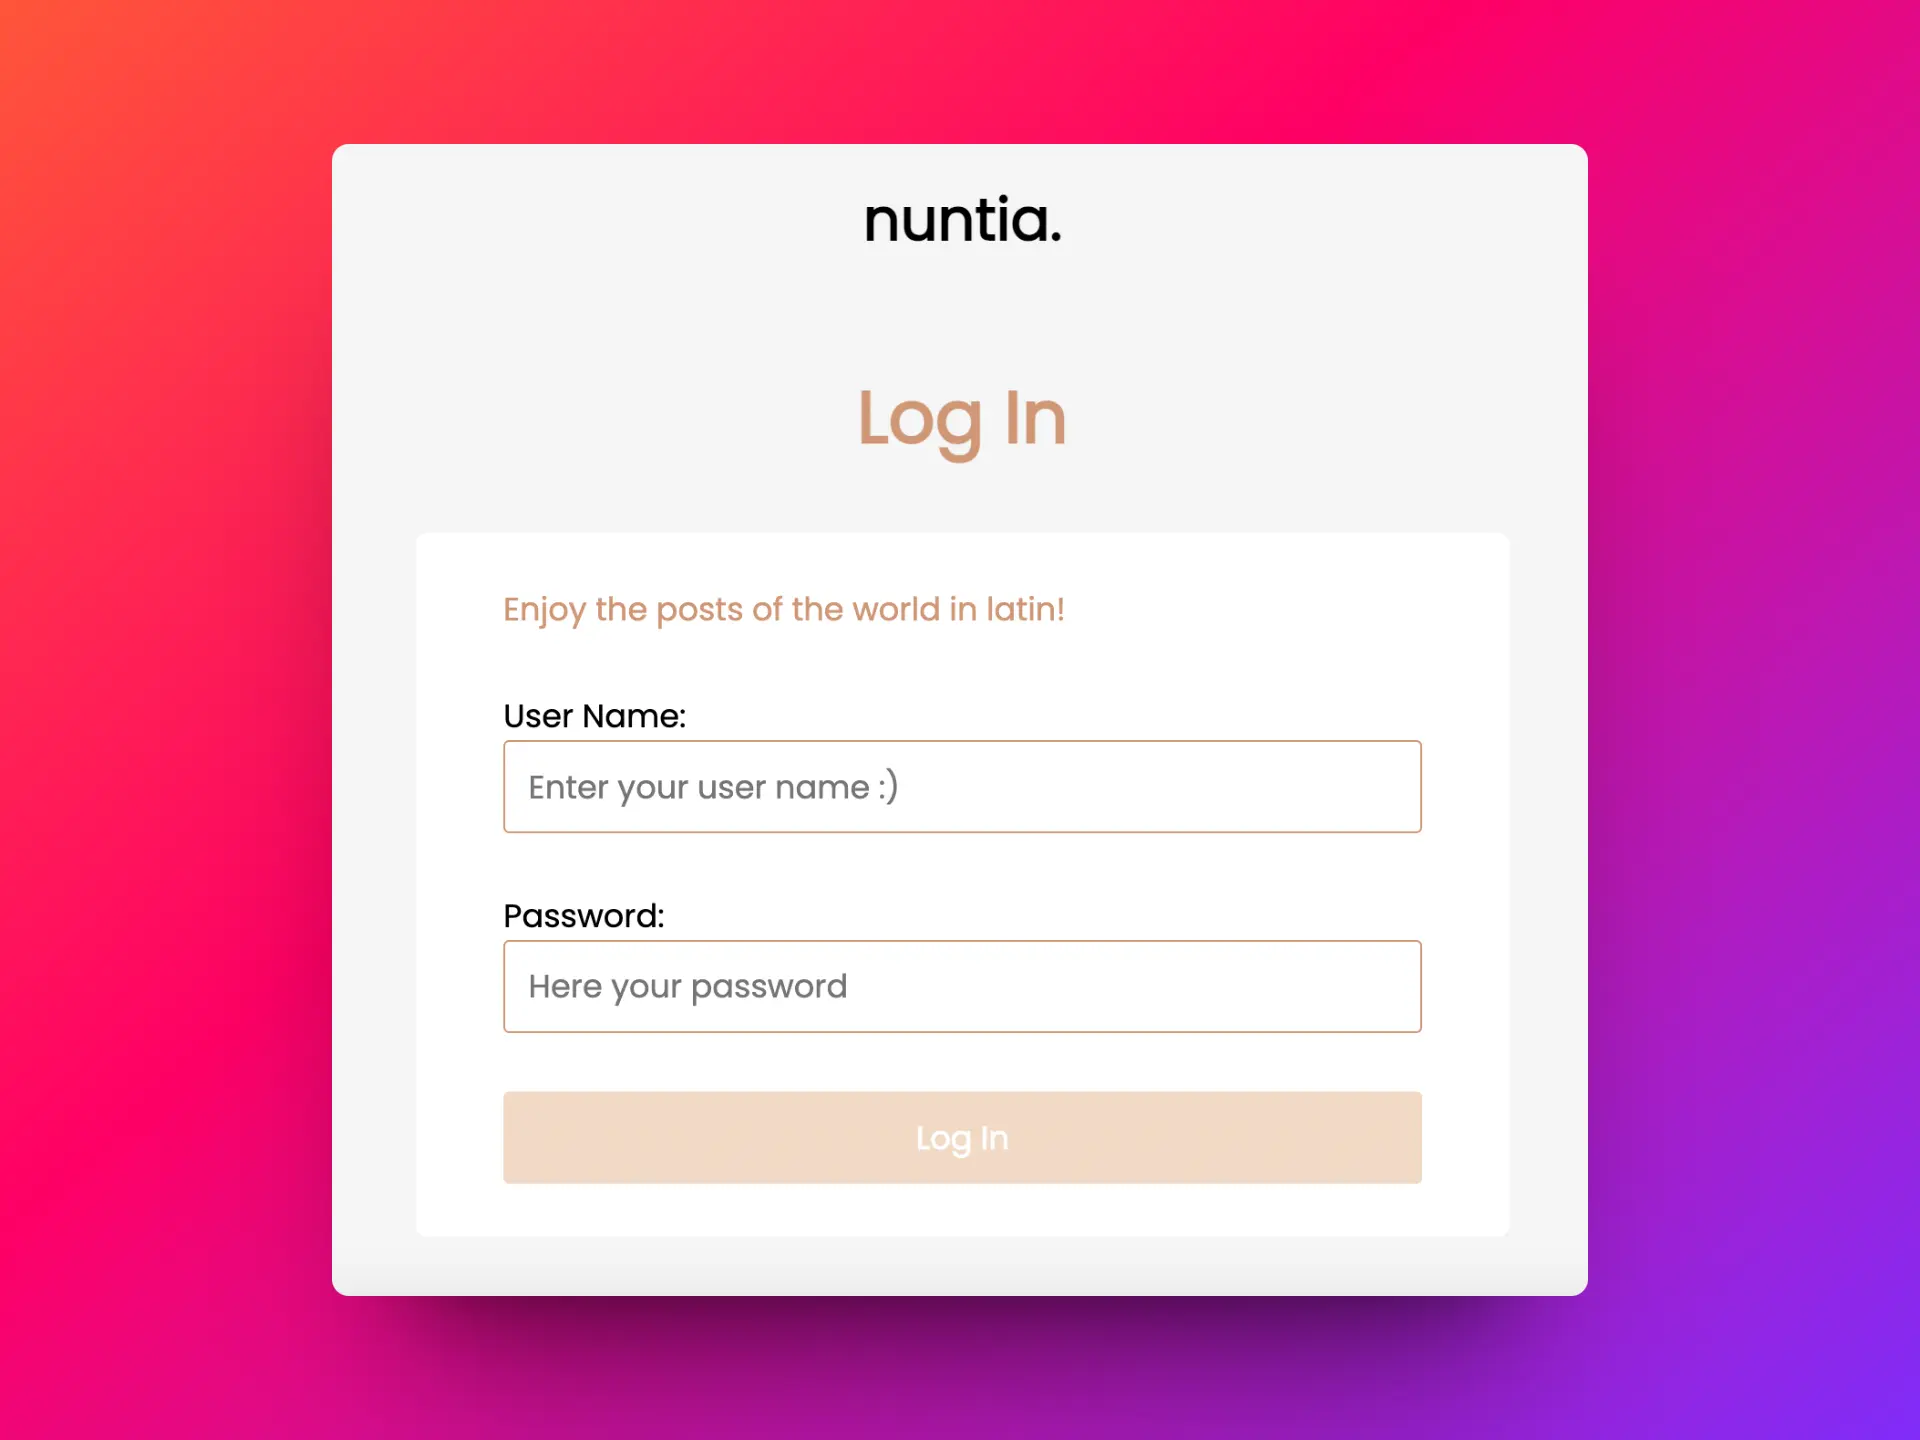 nuntia.
Log In
Enjoy the posts of the world in latin!
User Name:
Enter your user name :)
Password:
Here your password
Log In